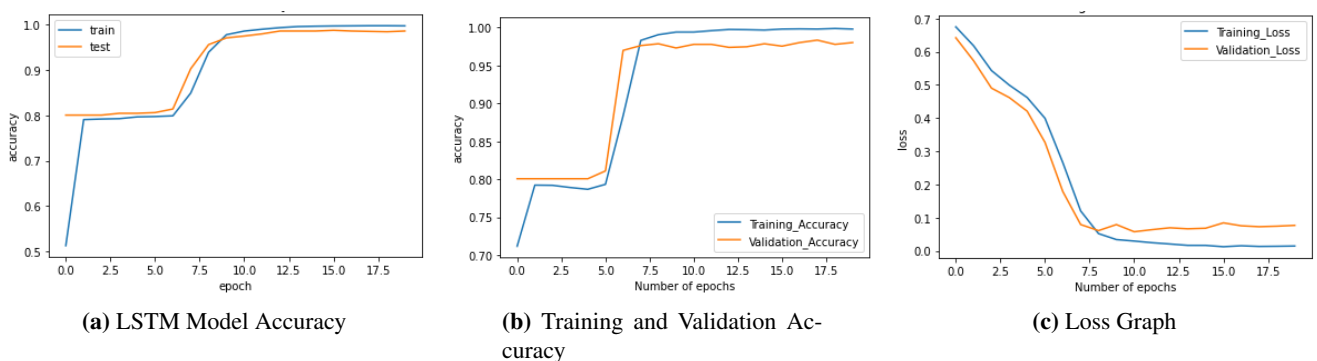 1.0
0.9
0.8
0.7
0.6
0.5
accuracy
train
test
0.0 2.5 5.0 7.5 10.0 12.5 15.0 17.5
epoch
(a) LSTM Model Accuracy
1.00
0.95
0.90
0.85
0.80
0.75
0.70
accuracy
Training_Accuracy
Validation_Accuracy
0.0 2.5 5.0 7.5 10.0 12.5 15.0 17.5
Number of epochs
(b) Training and Validation Ac-
curacy
0.7
0.6
0.5
0.4
0.3
0.2
0.1
0.0
loss
Training_Loss
Validation_Loss
0.0 2.5 5.0 7.5 10.0 12.5 15.0 17.5
Number of epochs
(c) Loss Graph